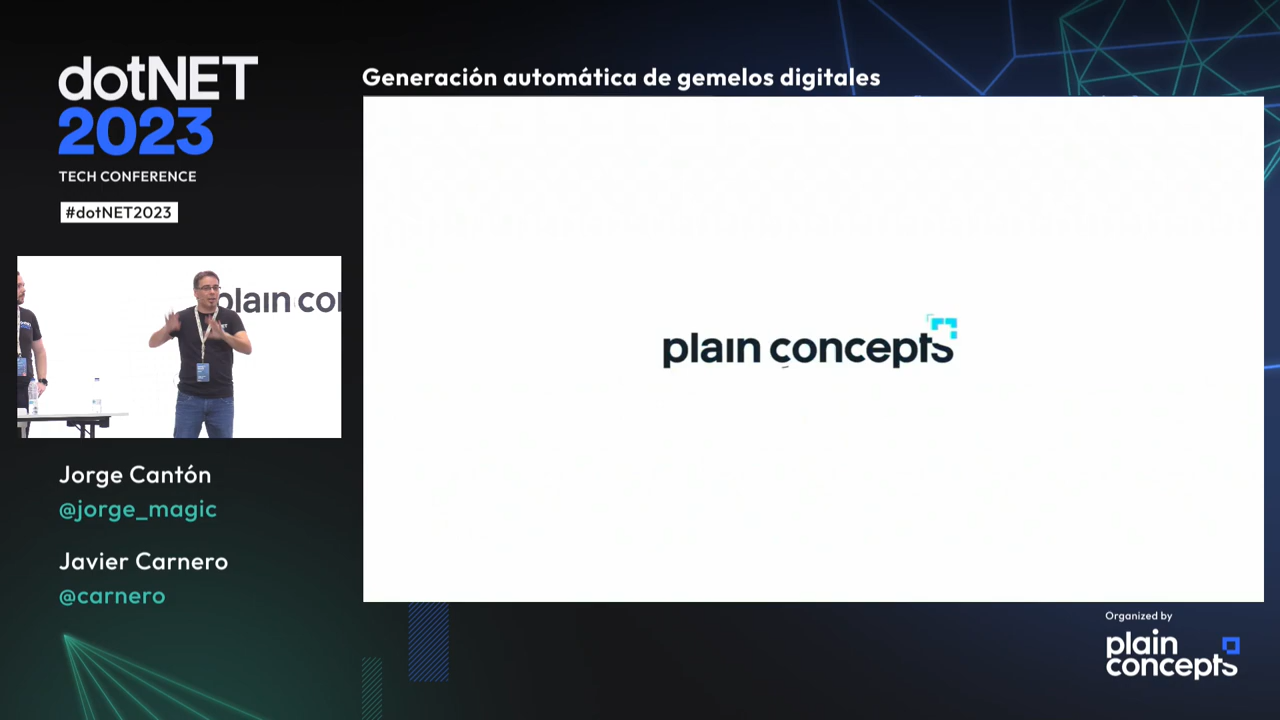 dotNET
2023
TECH CONFERENCE
#dotNET2023
Generación automática de gemelos digitales
plain concepts
plain con
Jorge Cantón
@jorge_magic
Javier Carnero
@carnero
Organized by
plain
concepts